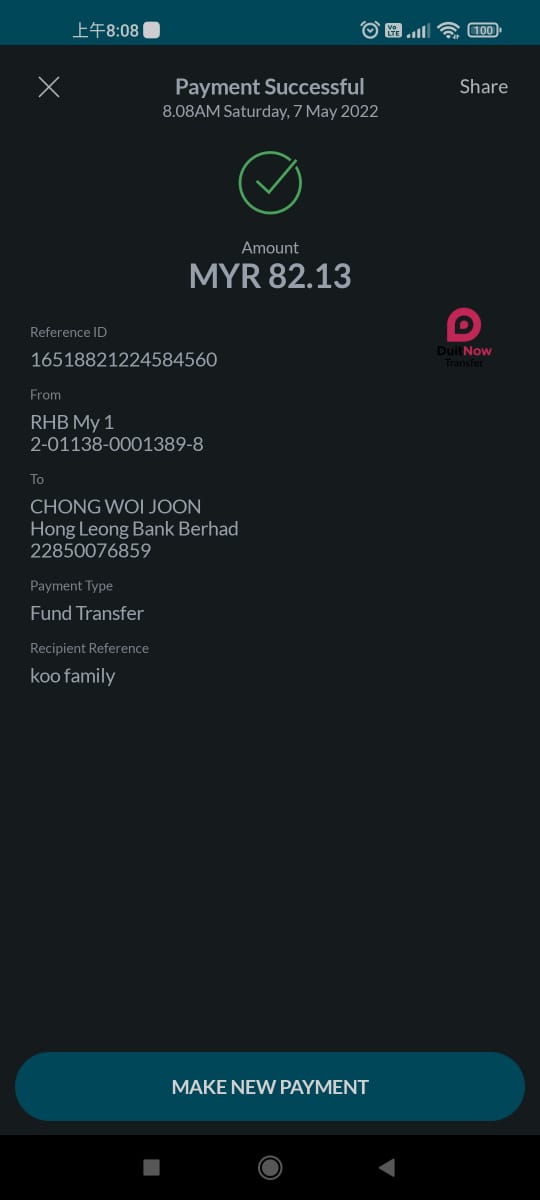 上午8:08
Vo
LTE
100
Payment Successful
Share
8.08AM Saturday, 7 May 2022
Amount
MYR 82.13
DuitNow
Transfer
Reference ID
16518821224584560
From
RHB My 1
2-01138-0001389-8
To
CHONG WOI JOON
Hong Leong Bank Berhad
22850076859
Payment Type
Fund Transfer
Recipient Reference
koo family
MAKE NEW PAYMENT